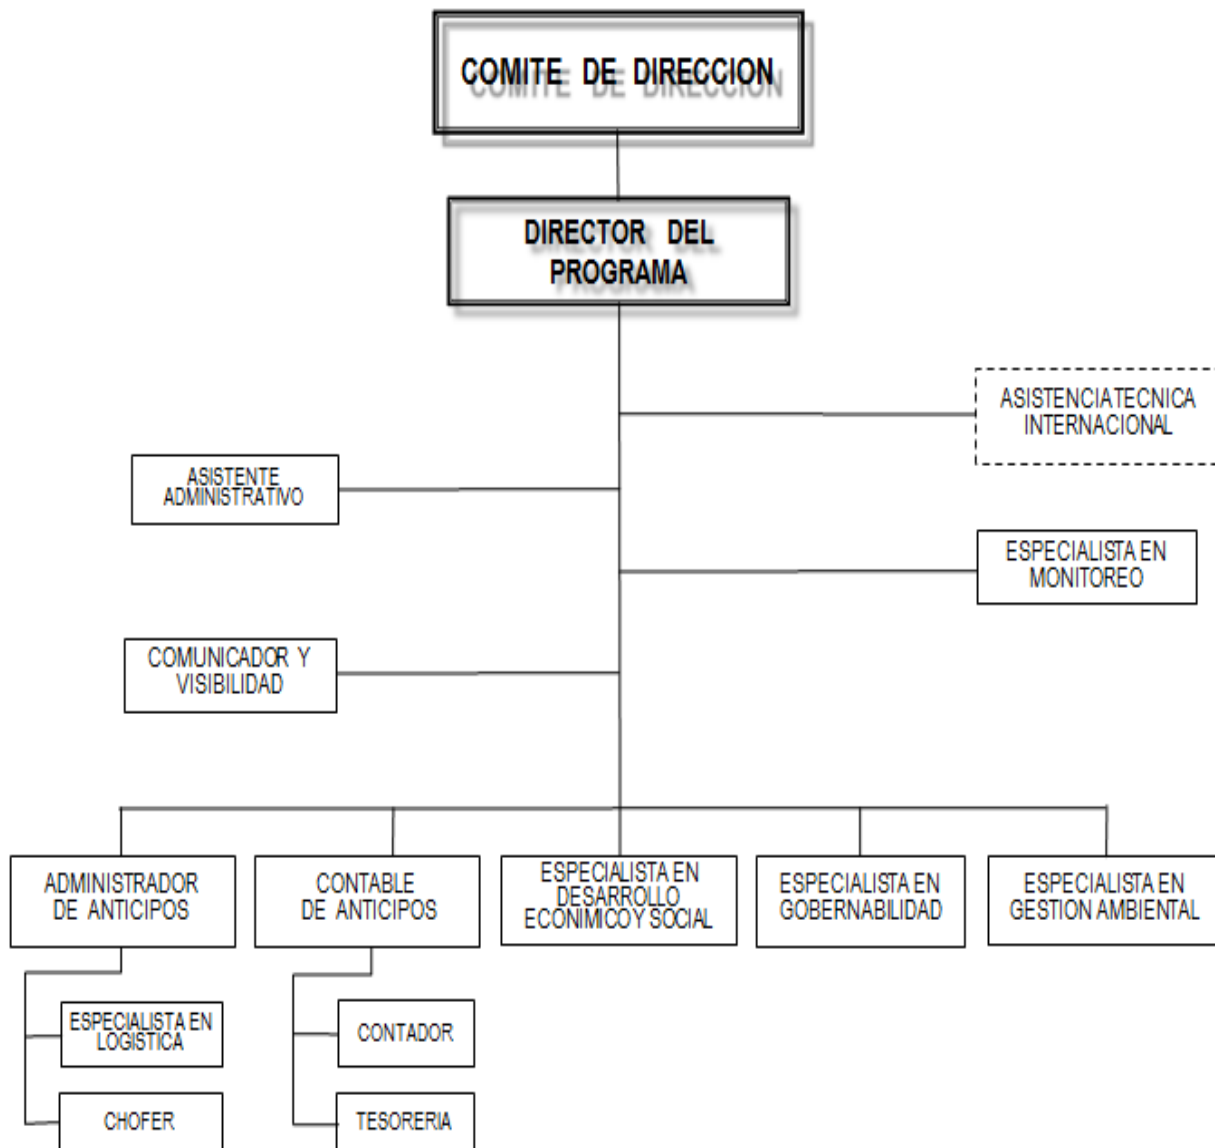 COMITE DE DIRECCION
DIRECTOR DEL
PROGRAMA
ASISTENCIA TECNICA
INTERNACIONAL
ASISTENTE
ADMINISTRATIVO
ESPECIALISTA EN
MONITOREO
COMUNICADOR Y
VISIBILIDAD
ADMINISTRADOR
DE ANTICIPOS
CONTABLE
DE ANTICIPOS
ESPECIALISTA EN
DESARROLLO
ECONIMICO Y SOCIAL
ESPECIALISTA EN
GOBERNABILIDAD
ESPECIALISTA EN
GESTION AMBIENTAL
ESPECIALISTA EN
LOGISTICA
CONTADOR
CHOFER
TESORERIA